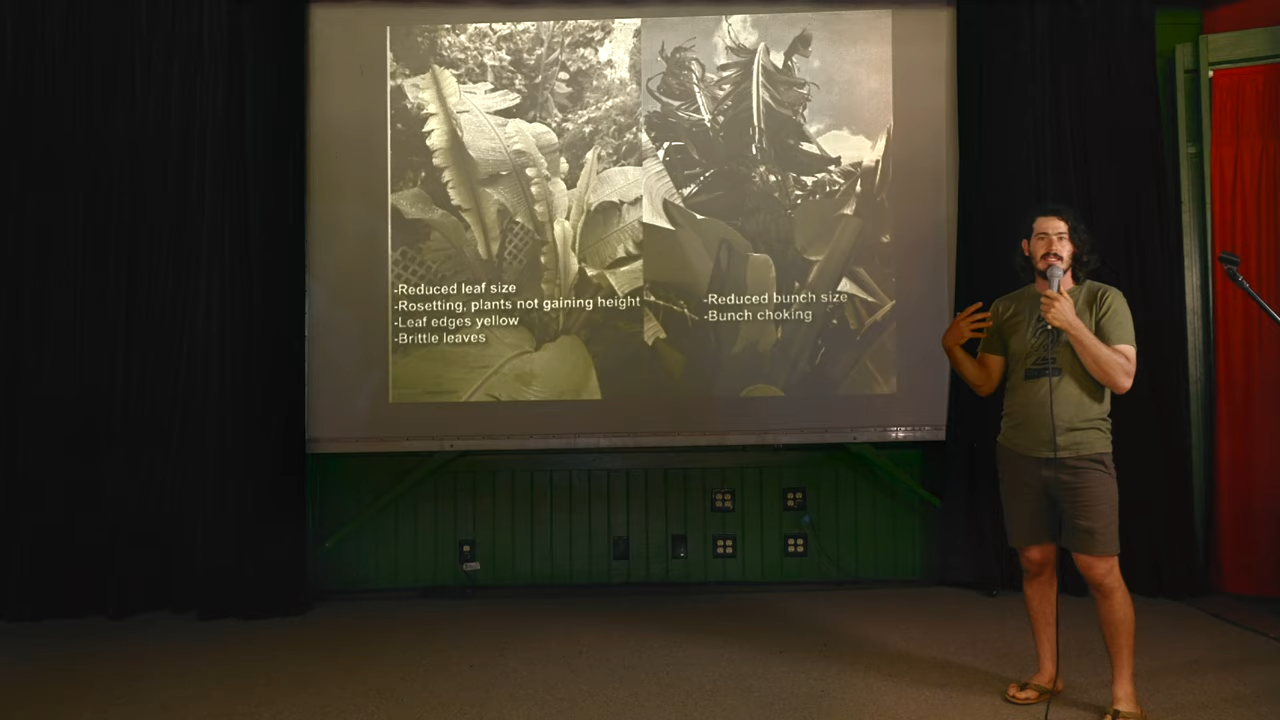 -Reduced leaf size
-Rosetting, plants not gaining height
-Leaf edges yellow
-Brittle leaves
-Reduced bunch size
-Bunch choking